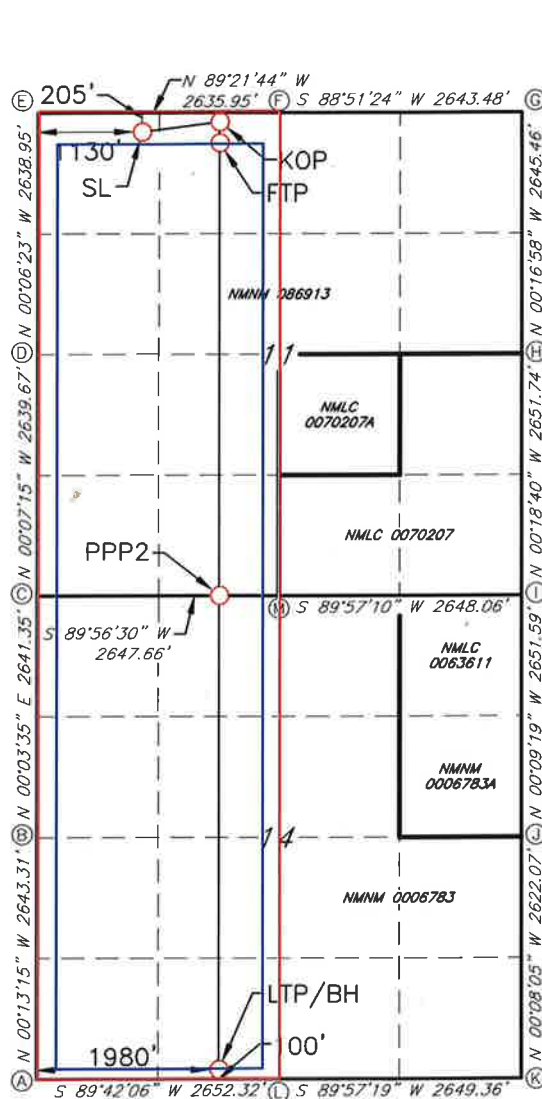 N 89°21'44" W
E 205' 2635.95' F S 88°51'24" W 2643.48' G
1130'
KOP
SL
FTP
N 00°06'23" W 2638.95'
N 00°16'58" W 2645.46'
NMNM 086913
D 11 H
NMLC
0070207A
N 00°07'15" W 2639.67'
N 00°18'40" W 2651.74'
NMLC 0070207
PPP2
C I
M S 89°57'10" W 2648.06'
S 89°56'30" W
2647.66'
NMLC
0063611
N 00°03'35" E 2641.35'
N 00°09'19" W 2651.59'
NMNM
0006783A
B 14 J
NMNM 0006783
N 00°13'15" W 2643.31'
N 00°08'05" W 2622.07'
LTP/BH
1980' 100'
A K
S 89°42'06" W 2652.32' L S 89°57'19" W 2649.36'